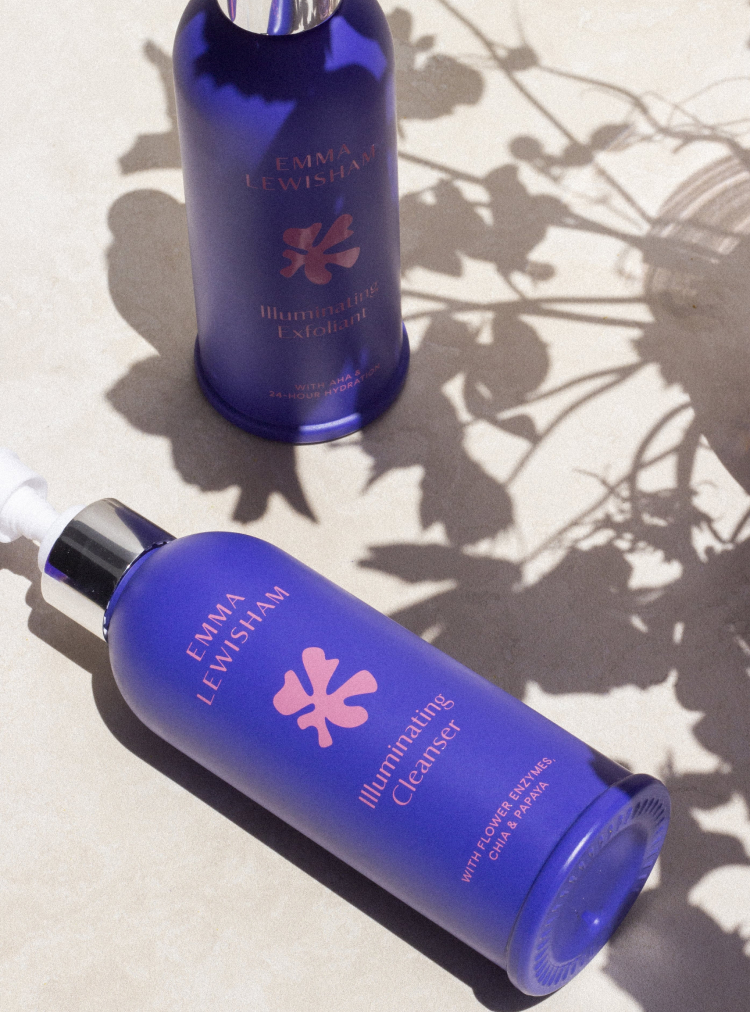 EMMA
LEWISHAM
Illuminating
Exfoliant
WITH AHA &
24-HOUR HYDRATION
EMMA
LEWISHAM
Illuminating
Cleanser
WITH FLOWER ENZYMES,
CHIA & PAPAYA